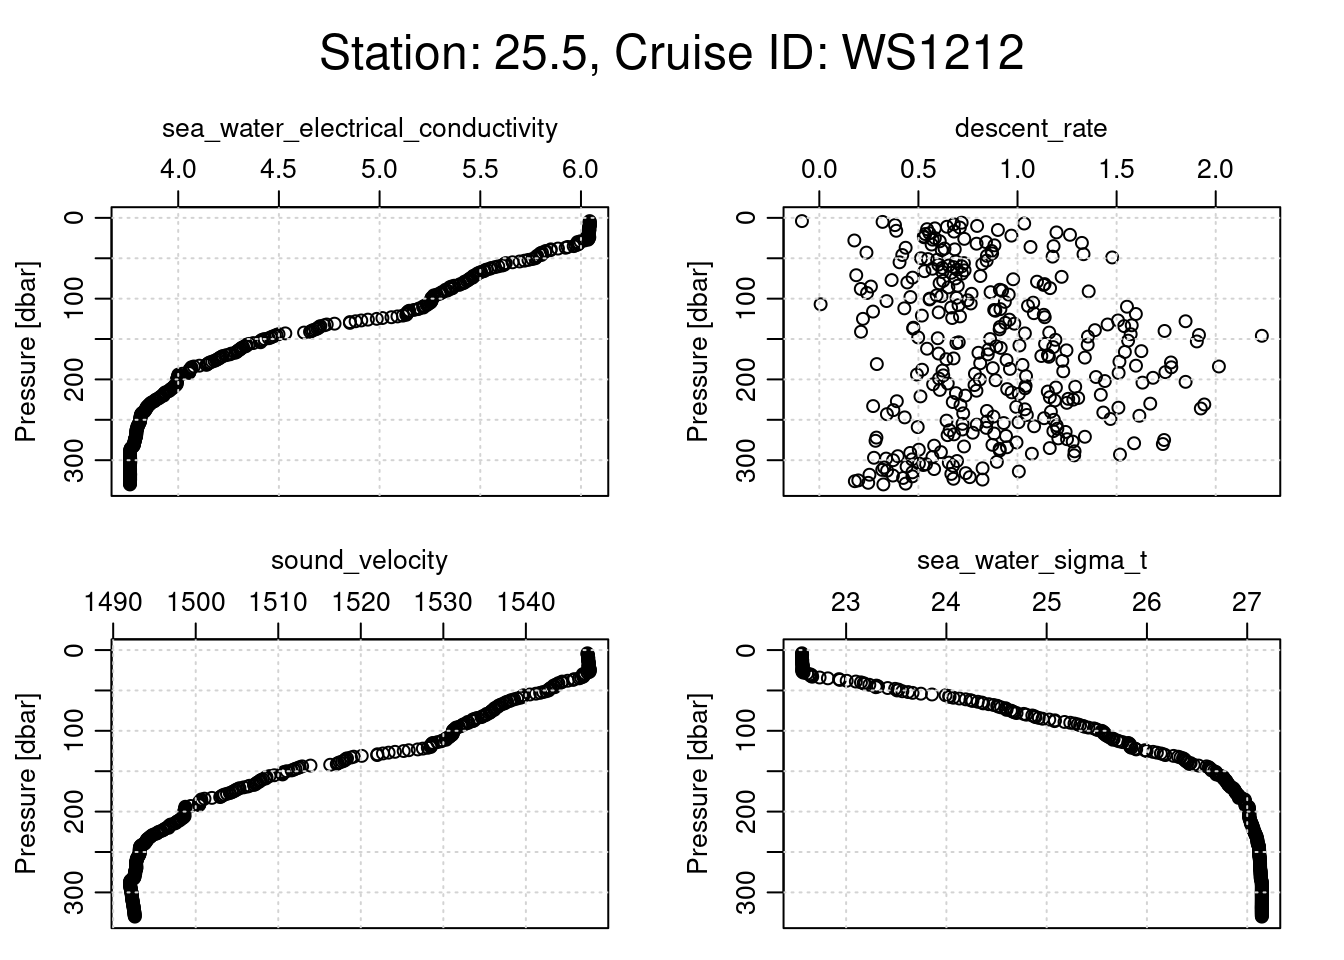 Station: 25.5, Cruise ID: WS1212
sea_water_electrical_conductivity
4.0 4.5 5.0 5.5 6.0
Pressure [dbar]
0 100 200 300
descent_rate
0.0 0.5 1.0 1.5 2.0
Pressure [dbar]
0 100 200 300
sound_velocity
1490 1500 1510 1520 1530 1540
Pressure [dbar]
0 100 200 300
sea_water_sigma_t
23 24 25 26 27
Pressure [dbar]
0 100 200 300